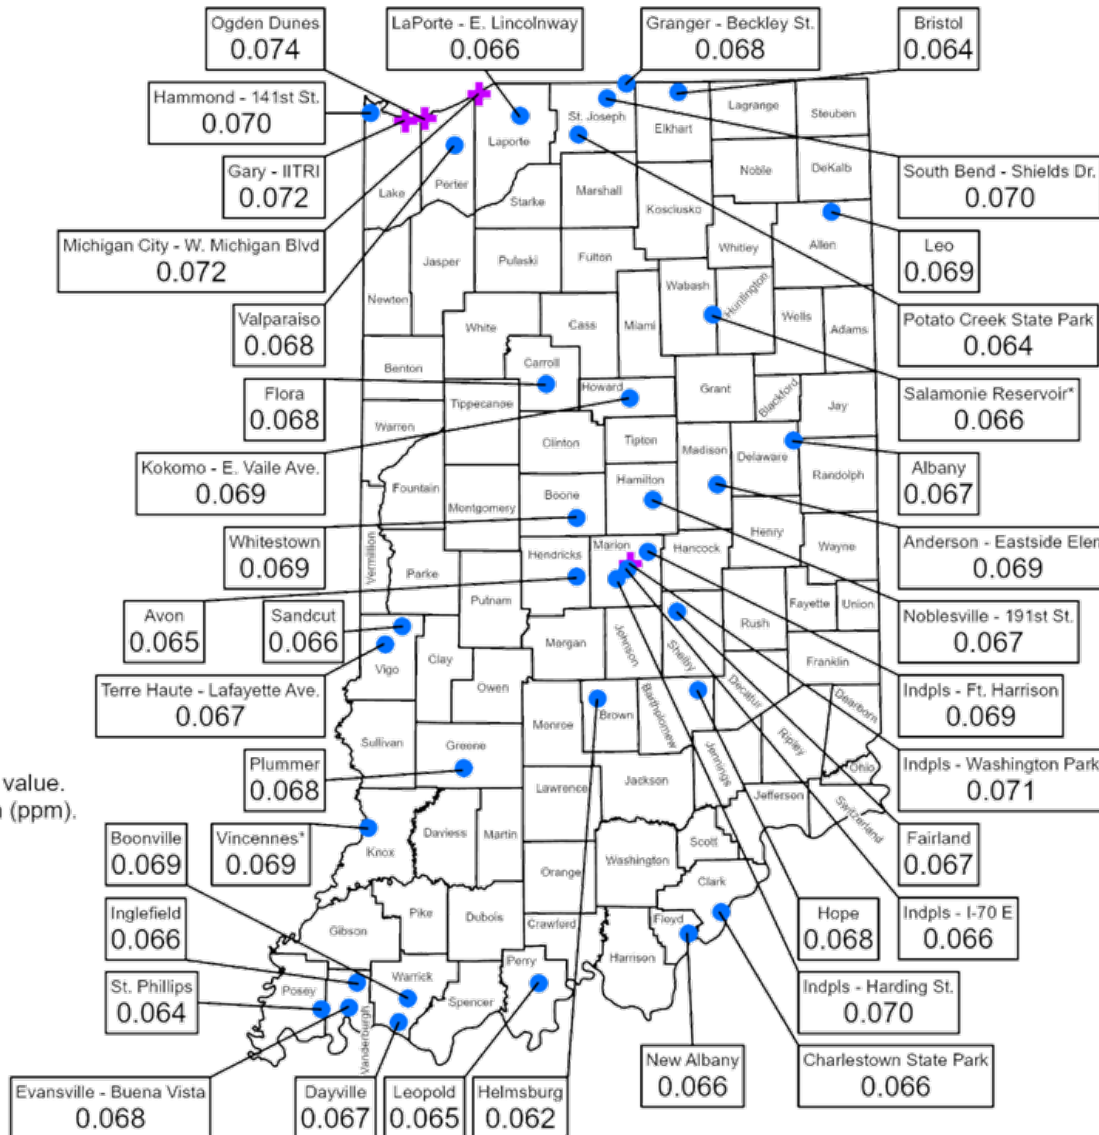 Ogden Dunes
0.074
LaPorte - E. Lincolnway
0.066
Granger - Beckley St.
0.068
Bristol
0.064
Hammond - 141st St.
0.070
Gary - IITRI
0.072
Michigan City - W. Michigan Blvd
0.072
Valparaiso
0.068
Flora
0.068
Kokomo - E. Vaile Ave.
0.069
Whitestown
0.069
Avon
0.065
Sandcut
0.066
Terre Haute - Lafayette Ave.
0.067
Plummer
0.068
value.
(ppm).
Boonville
0.069
Vincennes*
0.069
Inglefield
0.066
St. Phillips
0.064
Evansville - Buena Vista
0.068
Dayville
0.067
Leopold
0.065
Helmsburg
0.062
South Bend - Shields Dr.
0.070
Leo
0.069
Potato Creek State Park
0.064
Salamonie Reservoir*
0.066
Albany
0.067
Anderson - Eastside Elem
0.069
Noblesville - 191st St.
0.067
Indpls - Ft. Harrison
0.069
Indpls - Washington Park
0.071
Fairland
0.067
Hope
0.068
Indpls - I-70 E
0.066
Indpls - Harding St.
0.070
New Albany
0.066
Charlestown State Park
0.066
Lake
Porter
Laporte
St. Joseph
Elkhart
Lagrange
Steuben
Noble
DeKalb
Starke
Marshall
Kosciusko
Whitley
Allen
Newton
Jasper
Pulaski
Fulton
Wabash
Huntington
Wells
Adams
White
Cass
Miami
Benton
Carroll
Howard
Grant
Blackford
Jay
Tippecanoe
Warren
Clinton
Tipton
Madison
Delaware
Randolph
Fountain
Montgomery
Boone
Hamilton
Henry
Wayne
Vermillion
Parke
Putnam
Hendricks
Marion
Hancock
Rush
Fayette
Union
Vigo
Clay
Owen
Morgan
Johnson
Shelby
Decatur
Franklin
Dearborn
Sullivan
Greene
Monroe
Brown
Bartholomew
Jennings
Ripley
Ohio
Switzerland
Lawrence
Jackson
Jefferson
Knox
Daviess
Martin
Orange
Washington
Scott
Clark
Floyd
Harrison
Gibson
Pike
Dubois
Crawford
Perry
Posey
Vanderburgh
Warrick
Spencer